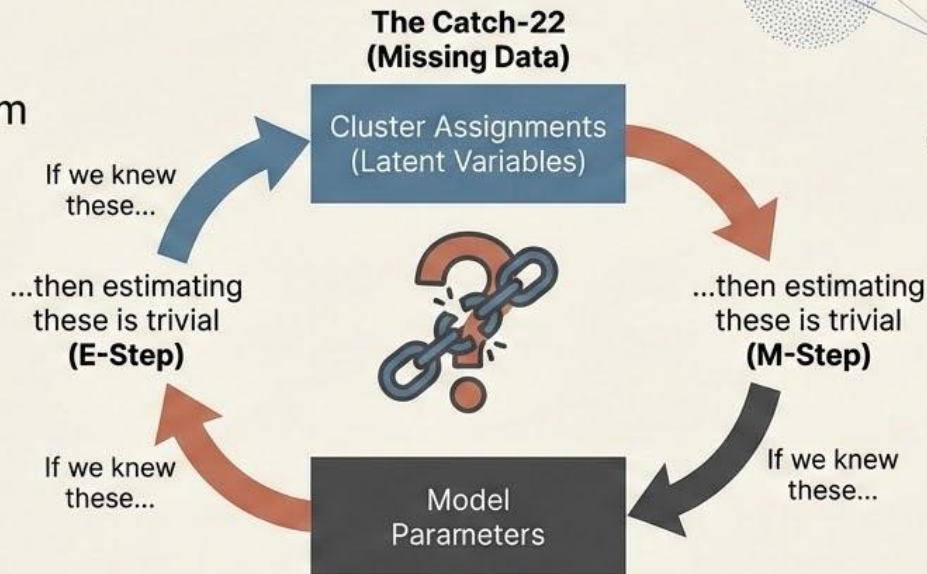 The Catch-22
(Missing Data)
m
Cluster Assignments
(Latent Variables)
If we knew
these...
...then estimating
these is trivial
(E-Step)
...then estimating
these is trivial
(M-Step)
If we knew
these...
If we knew
these...
Model
Parameters